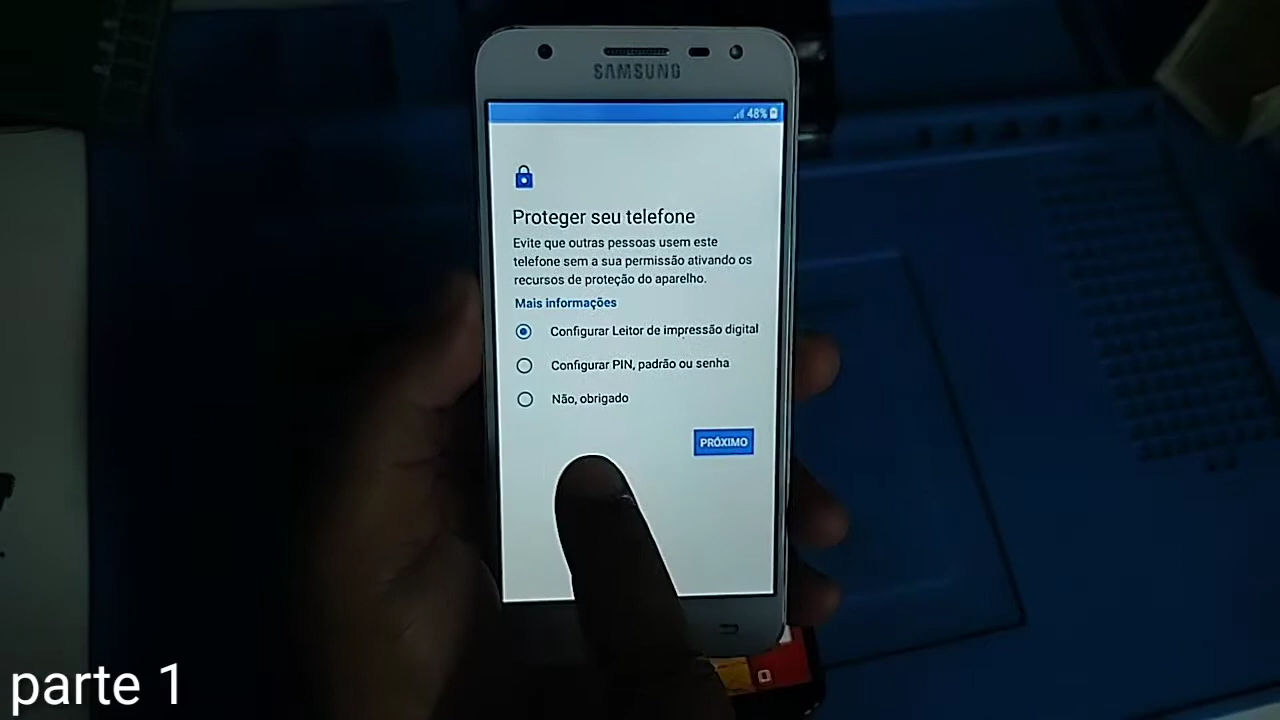 SAMSUNG
48%
Proteger seu telefone
Evite que outras pessoas usem este
telefone sem a sua permissão ativando os
recursos de proteção do aparelho.
Mais informações
Configurar Leitor de impressão digital
Configurar PIN, padrão ou senha
Não, obrigado
PRÓXIMO
parte 1